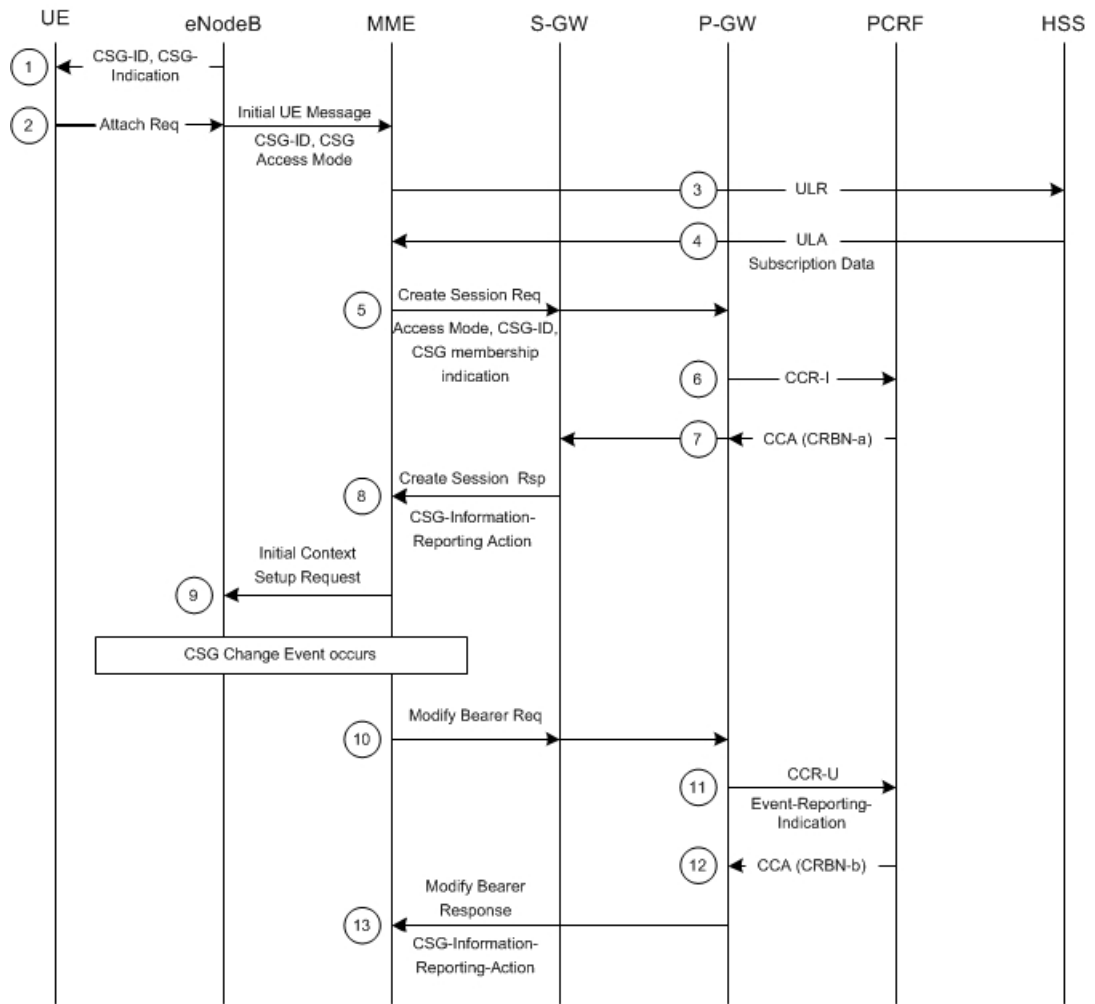 UE
eNodeB
MME
S-GW
P-GW
PCRF
HSS
1
CSG-ID, CSG-
Indication
2
Attach Req
Initial UE Message
CSG-ID, CSG
Access Mode
3
ULR
4
ULA
Subscription Data
5
Create Session Req
Access Mode, CSG-ID,
CSG membership
indication
6
CCR-I
7
CCA (CRBN-a)
8
Create Session Rsp
CSG-Information-
Reporting Action
9
Initial Context
Setup Request
CSG Change Event occurs
10
Modify Bearer Req
11
CCR-U
Event-Reporting-
Indication
12
CCA (CRBN-b)
13
Modify Bearer
Response
CSG-Information-
Reporting-Action